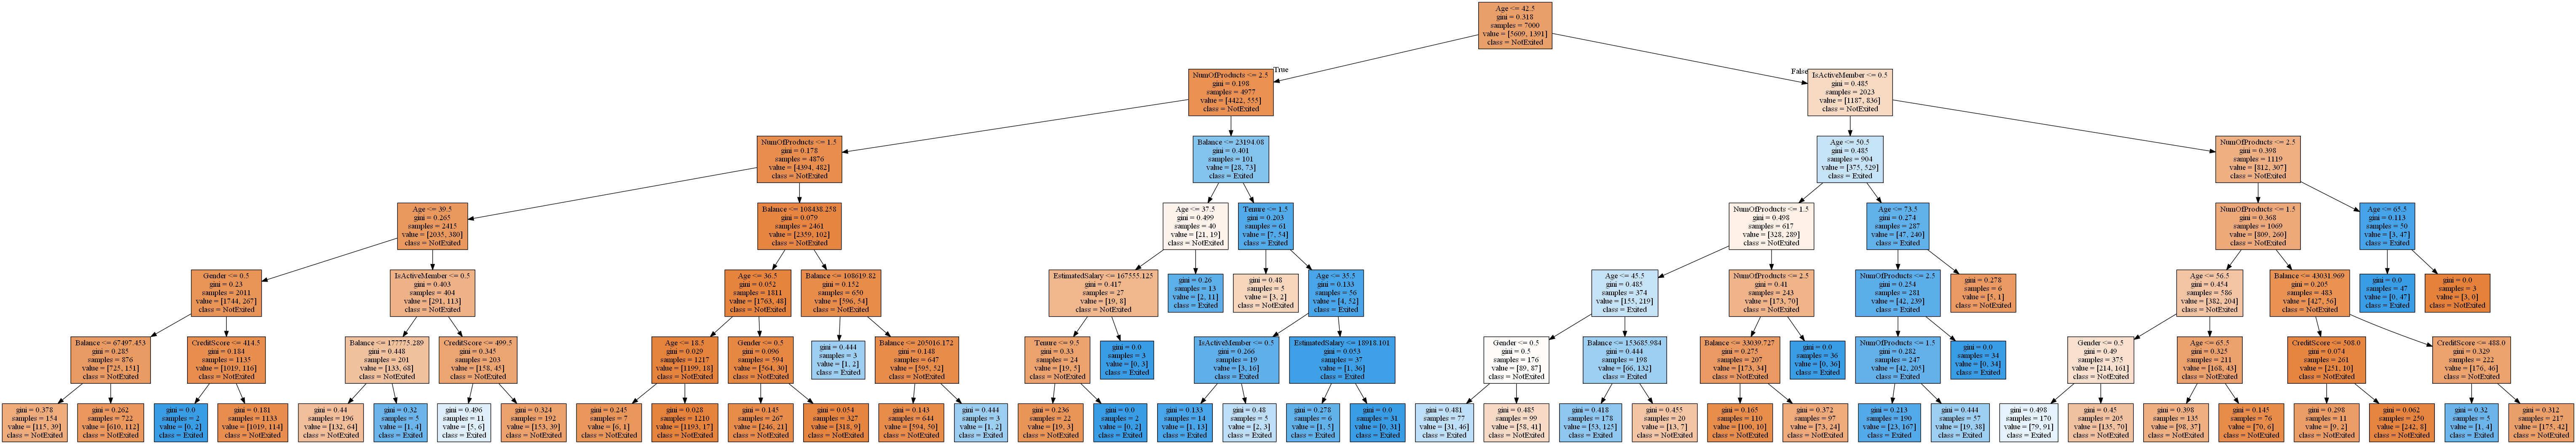 Age <= 42.5
gini = 0.318
samples = 7000
value = [5609, 1391]
class = NotExited
True
False
NumOfProducts <= 2.5
gini = 0.198
samples = 4977
value = [4422, 555]
class = NotExited
IsActiveMember <= 0.5
gini = 0.485
samples = 2023
value = [1187, 836]
class = NotExited
NumOfProducts <= 1.5
gini = 0.178
samples = 4876
value = [4394, 482]
class = NotExited
Balance <= 23194.08
gini = 0.401
samples = 101
value = [28, 73]
class = Exited
Age <= 50.5
gini = 0.485
samples = 904
value = [375, 529]
class = Exited
NumOfProducts <= 2.5
gini = 0.398
samples = 1119
value = [812, 307]
class = NotExited
Age <= 39.5
gini = 0.265
samples = 2415
value = [2035, 380]
class = NotExited
Balance <= 108438.258
gini = 0.079
samples = 2461
value = [2359, 102]
class = NotExited
Age <= 37.5
gini = 0.499
samples = 40
value = [21, 19]
class = NotExited
Tenure <= 1.5
gini = 0.203
samples = 61
value = [7, 54]
class = Exited
NumOfProducts <= 1.5
gini = 0.498
samples = 617
value = [328, 289]
class = NotExited
Age <= 73.5
gini = 0.274
samples = 287
value = [47, 240]
class = Exited
NumOfProducts <= 1.5
gini = 0.368
samples = 1069
value = [809, 260]
class = NotExited
Age <= 65.5
gini = 0.113
samples = 50
value = [3, 47]
class = Exited
Gender <= 0.5
gini = 0.23
samples = 2011
value = [1744, 267]
class = NotExited
IsActiveMember <= 0.5
gini = 0.403
samples = 404
value = [291, 113]
class = NotExited
Age <= 36.5
gini = 0.052
samples = 1811
value = [1763, 48]
class = NotExited
Balance <= 108619.82
gini = 0.152
samples = 650
value = [596, 54]
class = NotExited
EstimatedSalary <= 167555.125
gini = 0.417
samples = 27
value = [19, 8]
class = NotExited
gini = 0.26
samples = 13
value = [2, 11]
class = Exited
gini = 0.48
samples = 5
value = [3, 2]
class = NotExited
Age <= 35.5
gini = 0.133
samples = 56
value = [4, 52]
class = Exited
Age <= 45.5
gini = 0.485
samples = 374
value = [155, 219]
class = Exited
NumOfProducts <= 2.5
gini = 0.41
samples = 243
value = [173, 70]
class = NotExited
NumOfProducts <= 2.5
gini = 0.254
samples = 281
value = [42, 239]
class = Exited
gini = 0.278
samples = 6
value = [5, 1]
class = NotExited
Age <= 56.5
gini = 0.454
samples = 586
value = [382, 204]
class = NotExited
Balance <= 43031.969
gini = 0.205
samples = 483
value = [427, 56]
class = NotExited
gini = 0.0
samples = 47
value = [0, 47]
class = Exited
gini = 0.0
samples = 3
value = [3, 0]
class = NotExited
Balance <= 67497.453
gini = 0.285
samples = 876
value = [725, 151]
class = NotExited
CreditScore <= 414.5
gini = 0.184
samples = 1135
value = [1019, 116]
class = NotExited
Balance <= 177775.289
gini = 0.448
samples = 201
value = [133, 68]
class = NotExited
CreditScore <= 499.5
gini = 0.345
samples = 203
value = [158, 45]
class = NotExited
Age <= 18.5
gini = 0.029
samples = 1217
value = [1199, 18]
class = NotExited
Gender <= 0.5
gini = 0.096
samples = 594
value = [564, 30]
class = NotExited
gini = 0.444
samples = 3
value = [1, 2]
class = Exited
Balance <= 205016.172
gini = 0.148
samples = 647
value = [595, 52]
class = NotExited
Tenure <= 9.5
gini = 0.33
samples = 24
value = [19, 5]
class = NotExited
gini = 0.0
samples = 3
value = [0, 3]
class = Exited
IsActiveMember <= 0.5
gini = 0.266
samples = 19
value = [3, 16]
class = Exited
EstimatedSalary <= 18918.101
gini = 0.053
samples = 37
value = [1, 36]
class = Exited
Gender <= 0.5
gini = 0.5
samples = 176
value = [89, 87]
class = NotExited
Balance <= 153685.984
gini = 0.444
samples = 198
value = [66, 132]
class = Exited
Balance <= 33039.727
gini = 0.275
samples = 207
value = [173, 34]
class = NotExited
gini = 0.0
samples = 36
value = [0, 36]
class = Exited
NumOfProducts <= 1.5
gini = 0.282
samples = 247
value = [42, 205]
class = Exited
gini = 0.0
samples = 34
value = [0, 34]
class = Exited
Gender <= 0.5
gini = 0.49
samples = 375
value = [214, 161]
class = NotExited
Age <= 65.5
gini = 0.325
samples = 211
value = [168, 43]
class = NotExited
CreditScore <= 508.0
gini = 0.074
samples = 261
value = [251, 10]
class = NotExited
CreditScore <= 488.0
gini = 0.329
samples = 222
value = [176, 46]
class = NotExited
gini = 0.378
samples = 154
value = [115, 39]
class = NotExited
gini = 0.262
samples = 722
value = [610, 112]
class = NotExited
gini = 0.0
samples = 2
value = [0, 2]
class = Exited
gini = 0.181
samples = 1133
value = [1019, 114]
class = NotExited
gini = 0.44
samples = 196
value = [132, 64]
class = NotExited
gini = 0.32
samples = 5
value = [1, 4]
class = Exited
gini = 0.496
samples = 11
value = [5, 6]
class = Exited
gini = 0.324
samples = 192
value = [153, 39]
class = NotExited
gini = 0.245
samples = 7
value = [6, 1]
class = NotExited
gini = 0.028
samples = 1210
value = [1193, 17]
class = NotExited
gini = 0.145
samples = 267
value = [246, 21]
class = NotExited
gini = 0.054
samples = 327
value = [318, 9]
class = NotExited
gini = 0.143
samples = 644
value = [594, 50]
class = NotExited
gini = 0.444
samples = 3
value = [1, 2]
class = Exited
gini = 0.236
samples = 22
value = [19, 3]
class = NotExited
gini = 0.0
samples = 2
value = [0, 2]
class = Exited
gini = 0.133
samples = 14
value = [1, 13]
class = Exited
gini = 0.48
samples = 5
value = [2, 3]
class = Exited
gini = 0.278
samples = 6
value = [1, 5]
class = Exited
gini = 0.0
samples = 31
value = [0, 31]
class = Exited
gini = 0.481
samples = 77
value = [31, 46]
class = Exited
gini = 0.485
samples = 99
value = [58, 41]
class = NotExited
gini = 0.418
samples = 178
value = [53, 125]
class = Exited
gini = 0.455
samples = 20
value = [13, 7]
class = NotExited
gini = 0.165
samples = 110
value = [100, 10]
class = NotExited
gini = 0.372
samples = 97
value = [73, 24]
class = NotExited
gini = 0.213
samples = 190
value = [23, 167]
class = Exited
gini = 0.444
samples = 57
value = [19, 38]
class = Exited
gini = 0.498
samples = 170
value = [79, 91]
class = Exited
gini = 0.45
samples = 205
value = [135, 70]
class = NotExited
gini = 0.398
samples = 135
value = [98, 37]
class = NotExited
gini = 0.145
samples = 76
value = [70, 6]
class = NotExited
gini = 0.298
samples = 11
value = [9, 2]
class = NotExited
gini = 0.062
samples = 250
value = [242, 8]
class = NotExited
gini = 0.32
samples = 5
value = [1, 4]
class = Exited
gini = 0.312
samples = 217
value = [175, 42]
class = NotExited